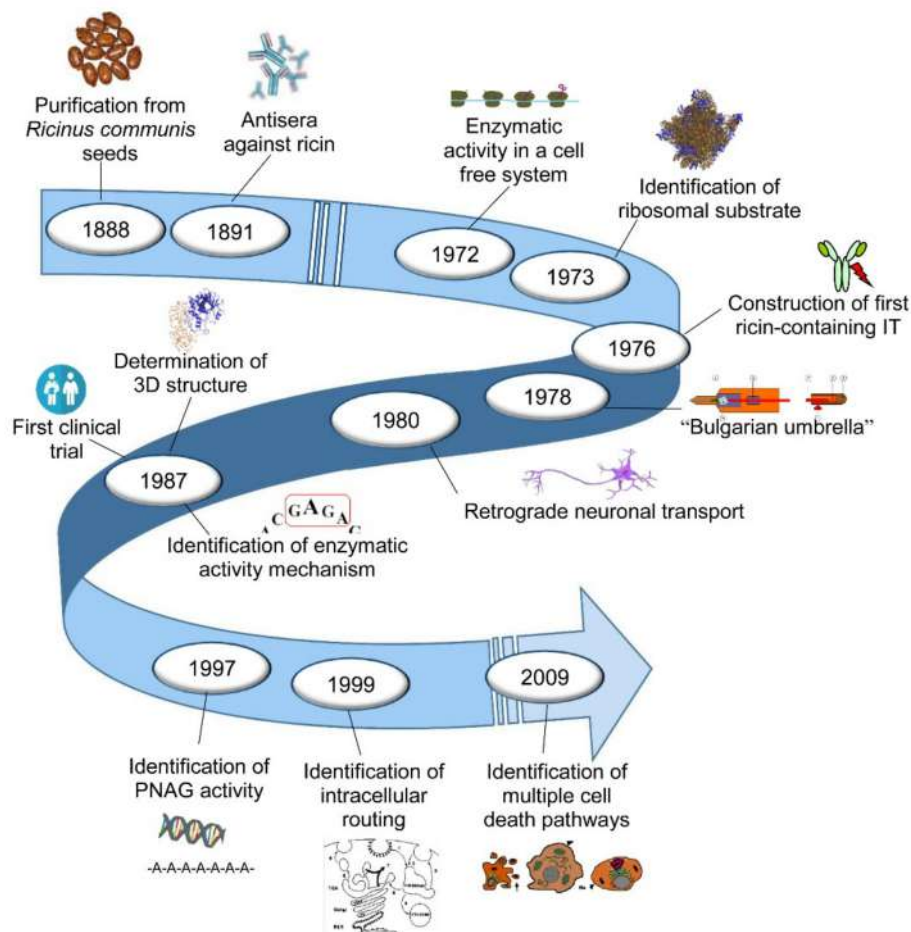 Purification from
Ricinus communis
seeds
Antisera
against ricin
Enzymatic
activity in a cell
free system
Identification of
ribosomal substrate
1888
1891
1972
1973
Construction of first
ricin-containing IT
1976
Determination of
3D structure
First clinical
trial
1978
"Bulgarian umbrella"
1980
1987
Retrograde neuronal transport
A C G A G A C
Identification of enzymatic
activity mechanism
1997
1999
2009
Identification of
PNAG activity
-A-A-A-A-A-A-A-
Identification of
intracellular
routing
Identification of
multiple cell
death pathways
TGN
Golgi